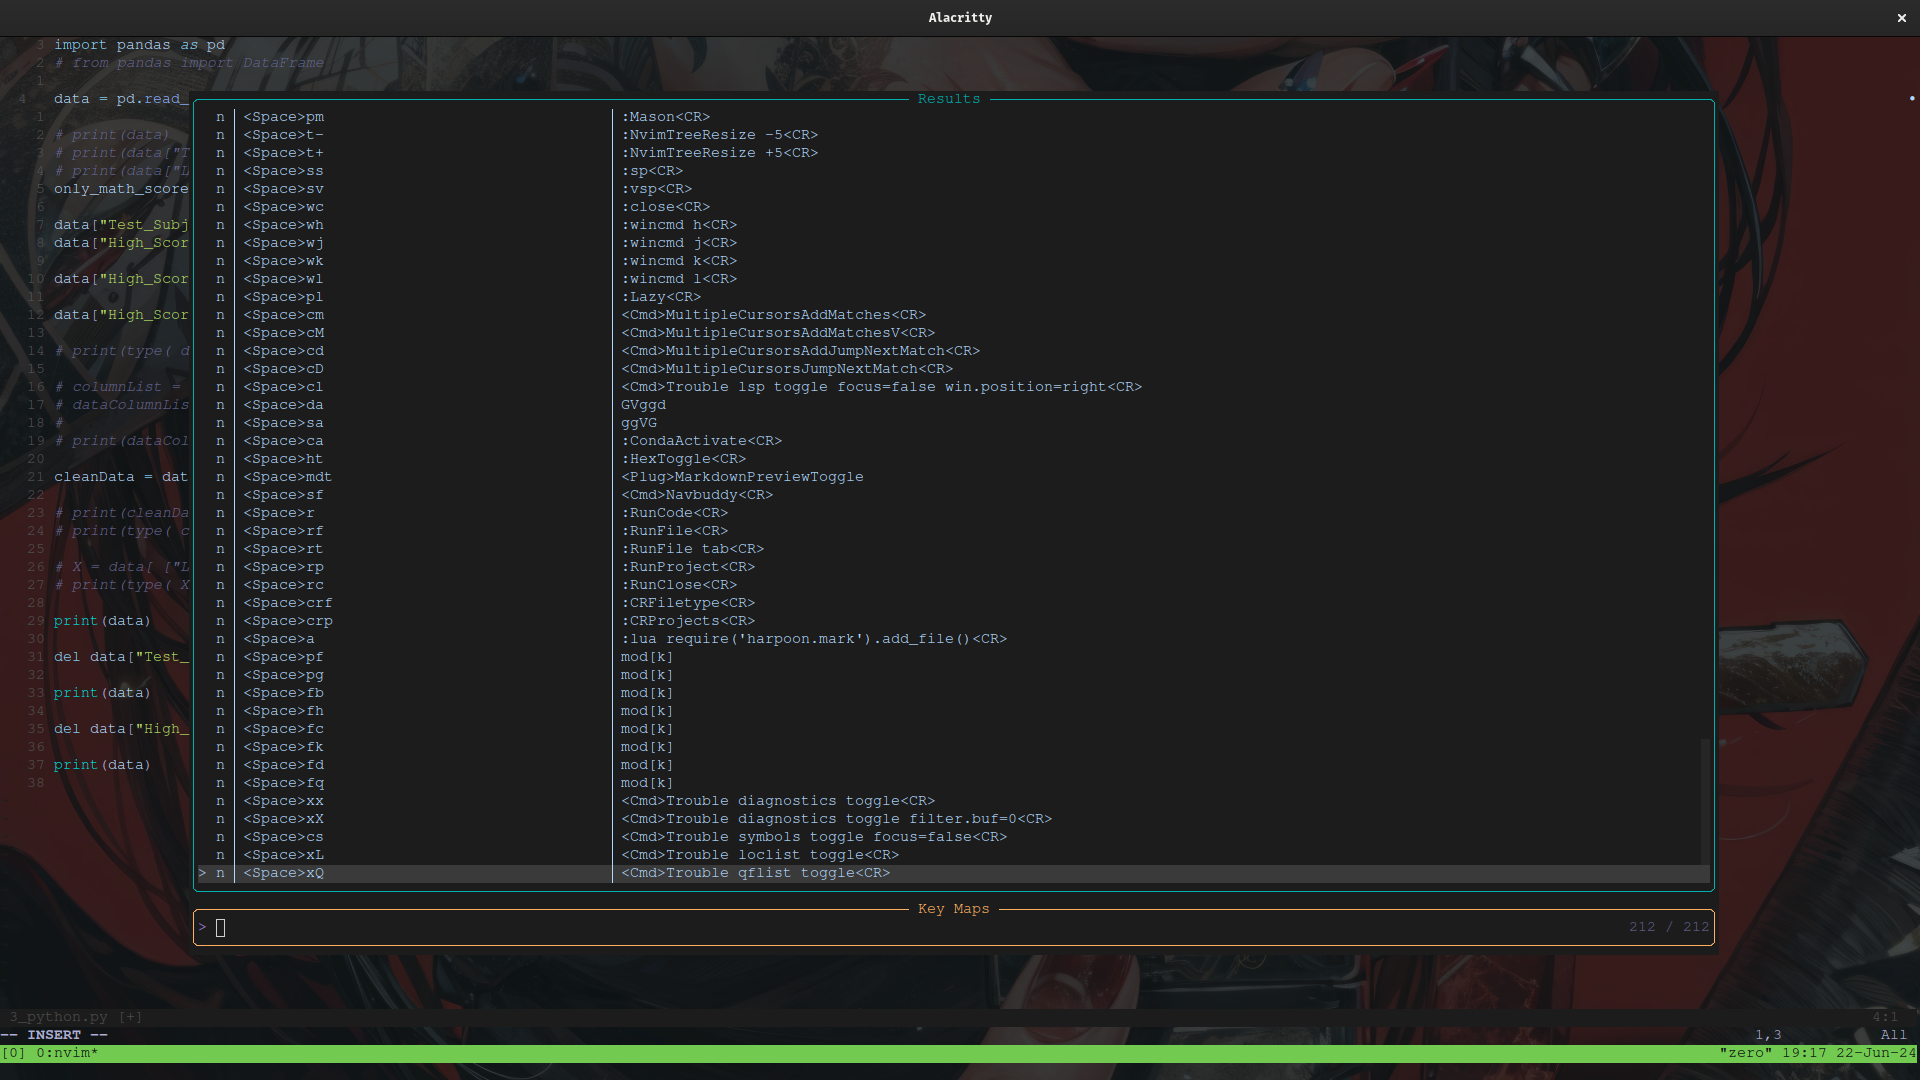 Alacritty ×
3 import pandas as pd
2 # from pandas import DataFrame
1
4 data = pd.read_
Results
1 n <Space>pm :Mason<CR>
2 # print(data) n <Space>t- :NvimTreeResize -5<CR>
3 # print(data["T n <Space>t+ :NvimTreeResize +5<CR>
4 # print(data["L n <Space>ss :sp<CR>
5 only_math_score n <Space>sv :vsp<CR>
6 n <Space>wc :close<CR>
7 data["Test_Subj n <Space>wh :wincmd h<CR>
8 data["High_Scor n <Space>wj :wincmd j<CR>
9 n <Space>wk :wincmd k<CR>
10 data["High_Scor n <Space>wl :wincmd l<CR>
11 n <Space>pl :Lazy<CR>
12 data["High_Scor n <Space>cm <Cmd>MultipleCursorsAddMatches<CR>
13 n <Space>cM <Cmd>MultipleCursorsAddMatchesV<CR>
14 # print(type( d n <Space>cd <Cmd>MultipleCursorsAddJumpNextMatch<CR>
15 n <Space>cD <Cmd>MultipleCursorsJumpNextMatch<CR>
16 # columnList = n <Space>cl <Cmd>Trouble lsp toggle focus=false win.position=right<CR>
17 # dataColumnLis n <Space>da GVggd
18 # n <Space>sa ggVG
19 # print(dataCol n <Space>ca :CondaActivate<CR>
20 n <Space>ht :HexToggle<CR>
21 cleanData = dat n <Space>mdt <Plug>MarkdownPreviewToggle
22 n <Space>sf <Cmd>Navbuddy<CR>
23 # print(cleanDa n <Space>r :RunCode<CR>
24 # print(type( c n <Space>rf :RunFile<CR>
25 n <Space>rt :RunFile tab<CR>
26 # X = data[ ["L n <Space>rp :RunProject<CR>
27 # print(type( X n <Space>rc :RunClose<CR>
28 n <Space>crf :CRFiletype<CR>
29 print(data) n <Space>crp :CRProjects<CR>
30 n <Space>a :lua require('harpoon.mark').add_file()<CR>
31 del data["Test_ n <Space>pf mod[k]
32 n <Space>pg mod[k]
33 print(data) n <Space>fb mod[k]
34 n <Space>fh mod[k]
35 del data["High_ n <Space>fc mod[k]
36 n <Space>fk mod[k]
37 print(data) n <Space>fd mod[k]
38 n <Space>fq mod[k]
n <Space>xx <Cmd>Trouble diagnostics toggle<CR>
n <Space>xX <Cmd>Trouble diagnostics toggle filter.buf=0<CR>
n <Space>cs <Cmd>Trouble symbols toggle focus=false<CR>
n <Space>xL <Cmd>Trouble loclist toggle<CR>
> n <Space>xQ <Cmd>Trouble qflist toggle<CR>
Key Maps
> 212 / 212
3_python.py [+] 4:1
-- INSERT -- 1,3 All
[0] 0:nvim* "zero" 19:17 22-Jun-24